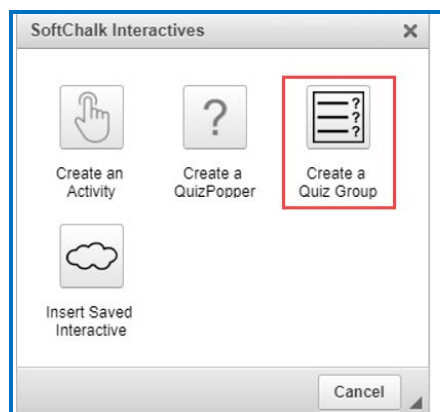 SoftChalk Interactives
Create an
Activity
?
Create a
QuizPopper
?
?
?
Create a
Quiz Group
Insert Saved
Interactive
Cancel